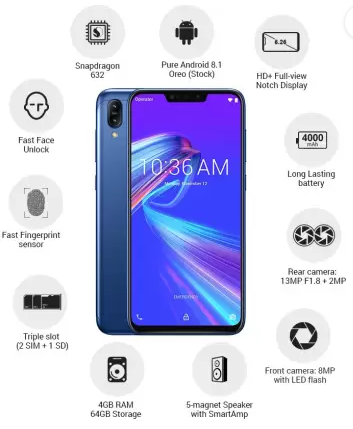 Snapdragon
632
Pure Android 8.1
Oreo (Stock)
6.26
HD+ Full-view
Notch Display
Fast Face
Unlock
Operator
10:36 AM
Monday, November 12
4000
mAh
Long Lasting
battery
Fast Fingerprint
sensor
Rear camera:
13MP F1.8 + 2MP
Triple slot
(2 SIM + 1 SD)
Front camera: 8MP
with LED flash
4GB RAM
64GB Storage
5-magnet Speaker
with SmartAmp